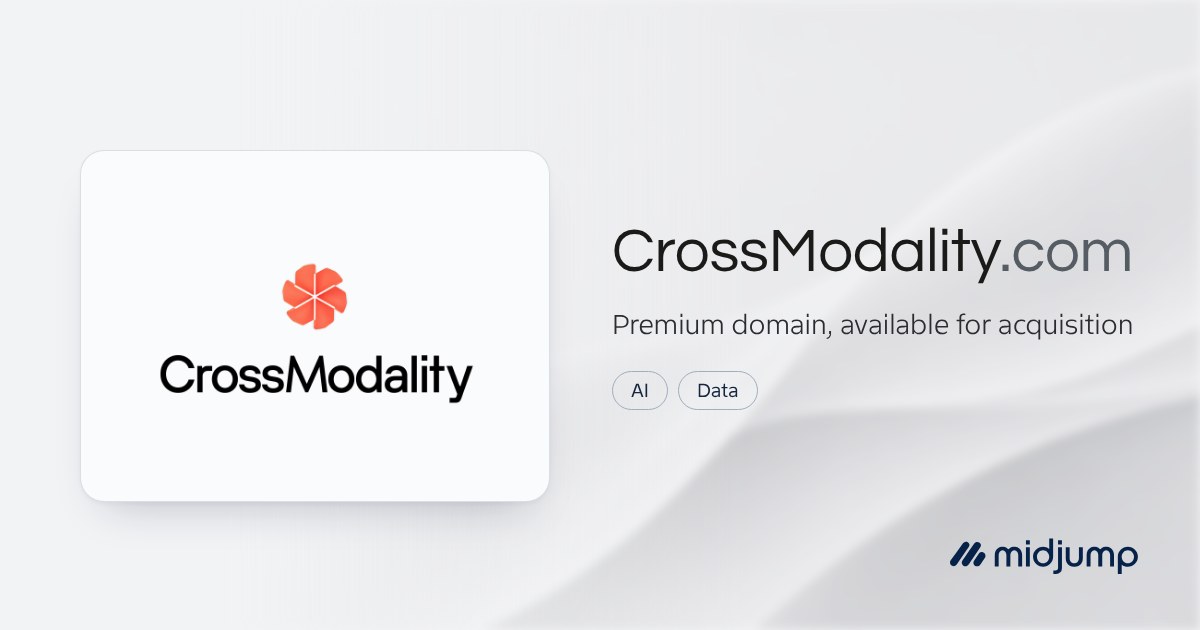 CrossModality
CrossModality.com
Premium domain, available for acquisition
AI
Data
midjump